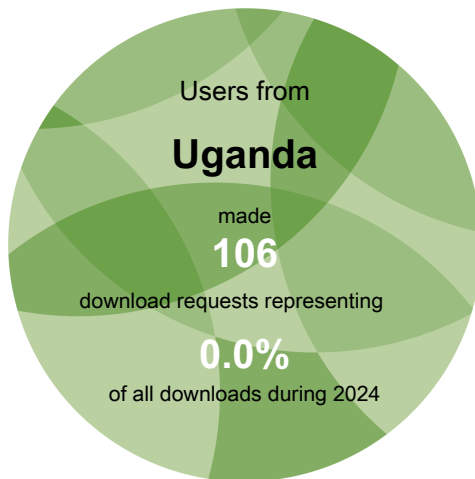 Users from
Uganda
made
106
download requests representing
0.0%
of all downloads during 2024